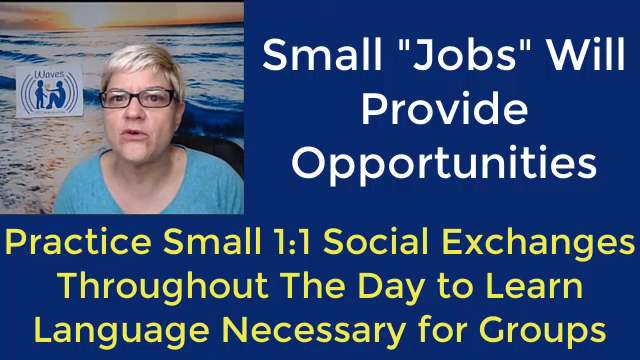 Waves
Small "Jobs" Will
Provide
Opportunities
Practice Small 1:1 Social Exchanges
Throughout The Day to Learn
Language Necessary for Groups